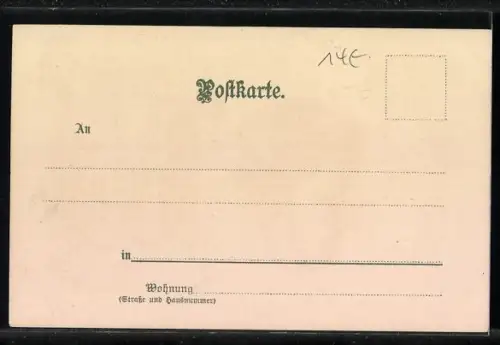 14€
Postkarte.
An
in
Wohnung
(Straße und Hausnummer)